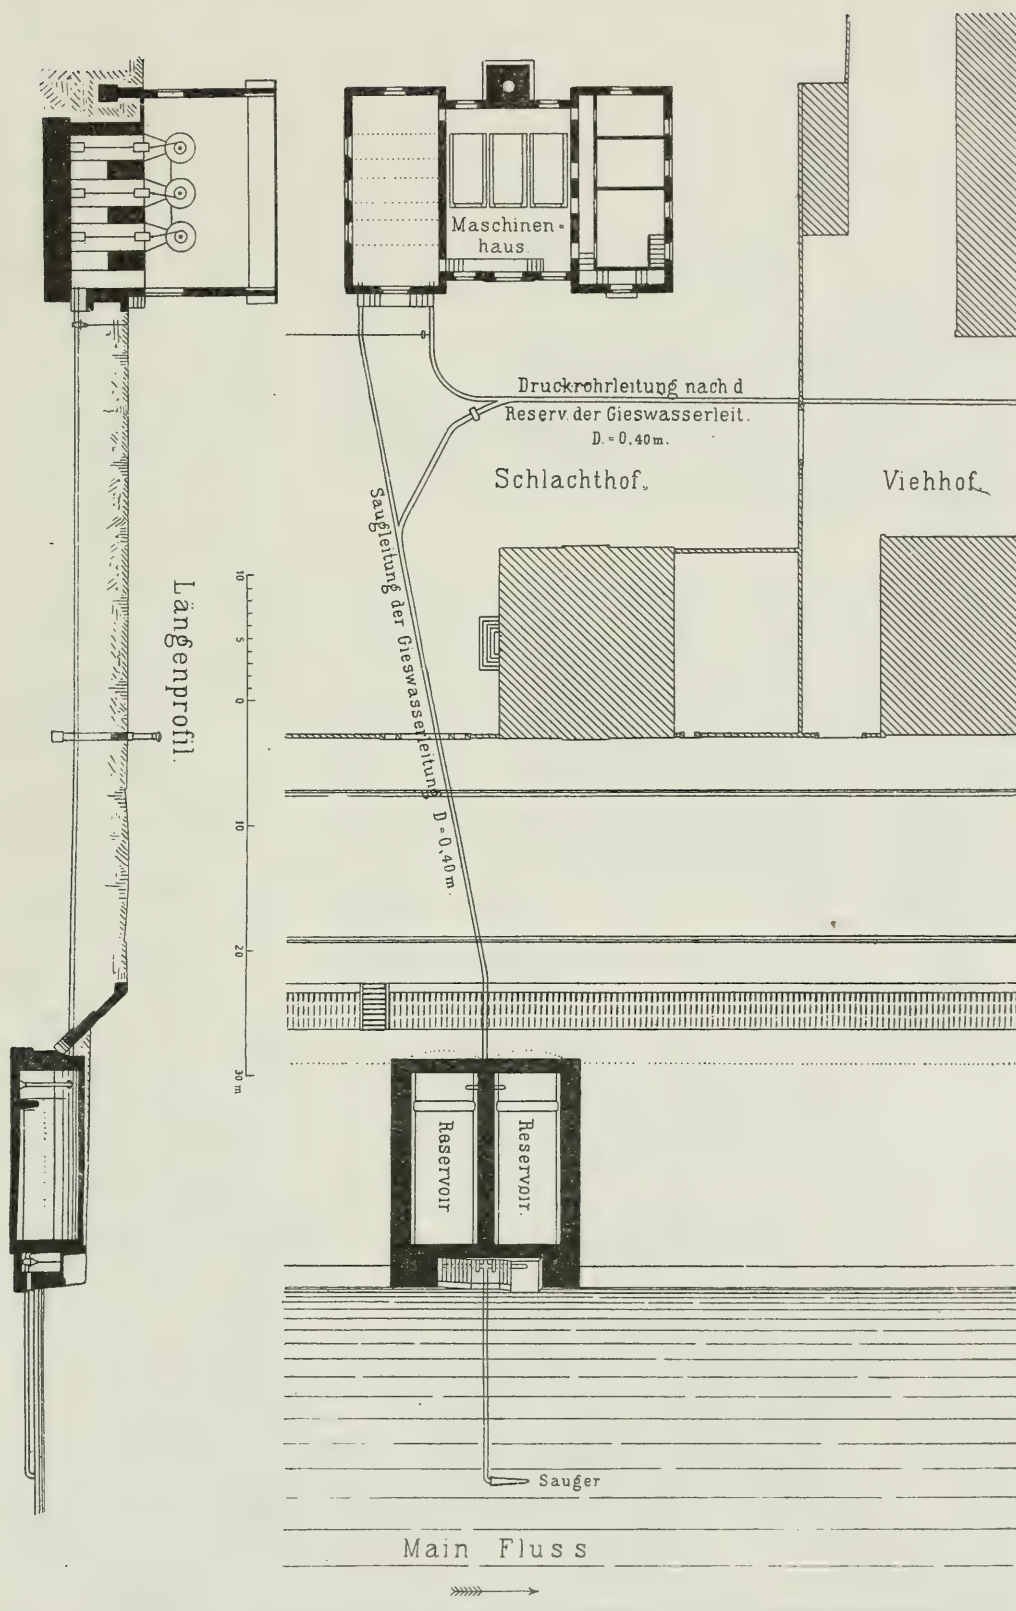 Maschinen-
haus.
Druckrohrleitung nach d
Reserv. der Gieswasserleit.
D. = 0,40 m.
Schlachthof.
Viehhof.
Saugleitung der Gieswasserleitung D = 0,40 m.
Längenprofil.
10
5
0
10
20
30 m
Raservoir
Reservoir.
Sauger
Main Fluss